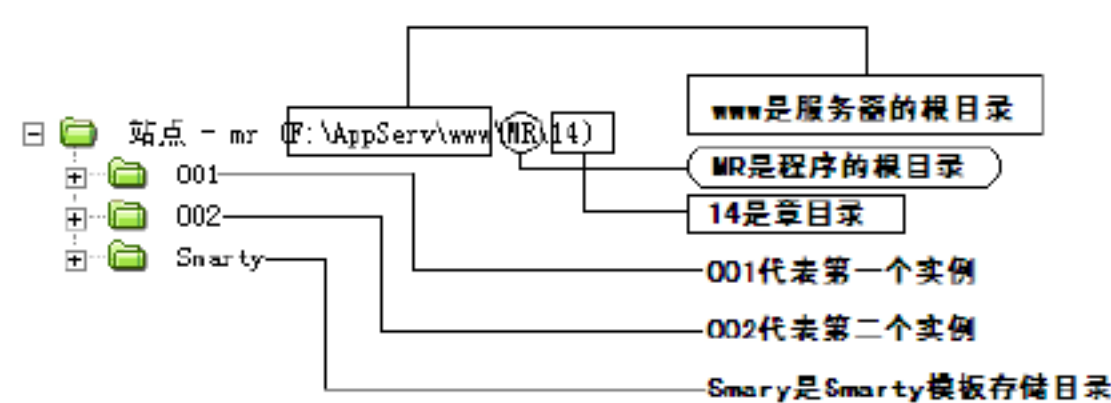 www是服务器的根目录
站点 - mr (F:\AppServ\www\MR\14)
MR是程序的根目录
001
14是章目录
002
Smarty
001代表第一个实例
002代表第二个实例
Smary是Smarty模板存储目录